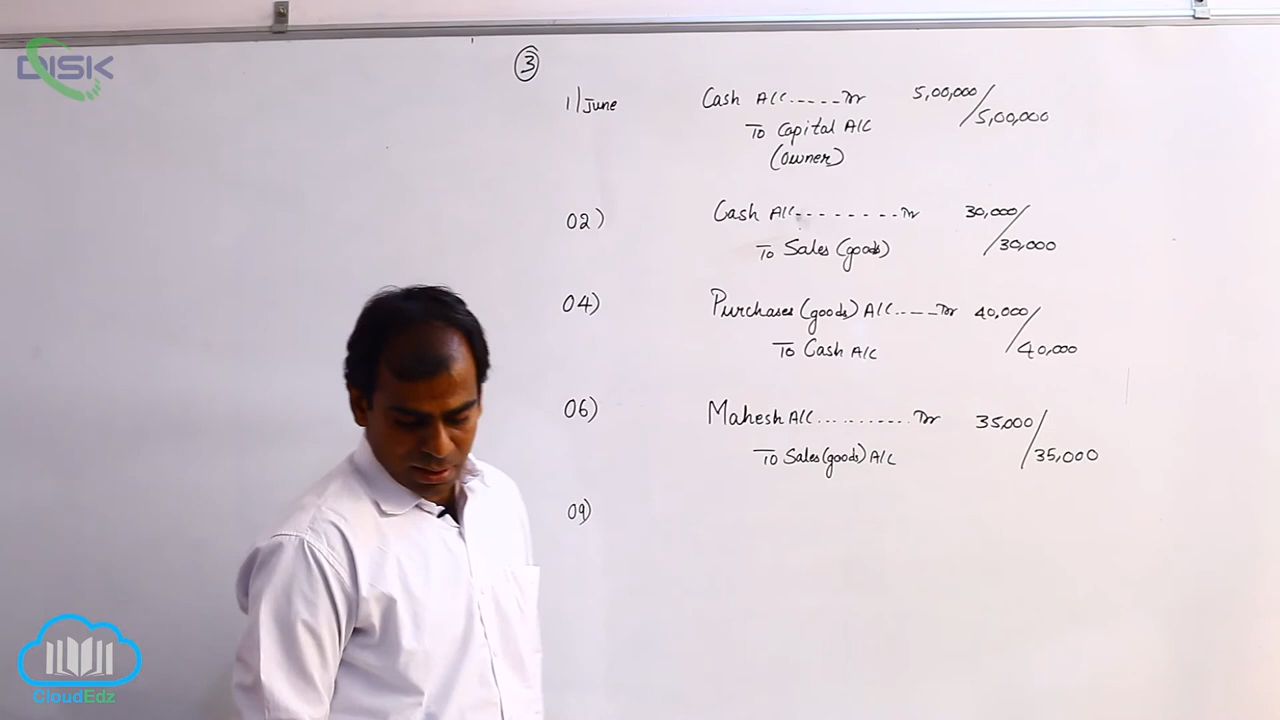 DISK
3
1/June Cash A/c.....Dr 5,00,000/
To Capital A/c /5,00,000
(owner)
02) Cash A/c--------Dr 30,000/
To Sales (goods) /30,000
04) Purchases (goods) A/c.----Dr 40,000/
To Cash A/c /40,000
06) Mahesh A/c...........Dr 35,000/
To Sales (goods) A/c /35,000
09)
CloudEdz